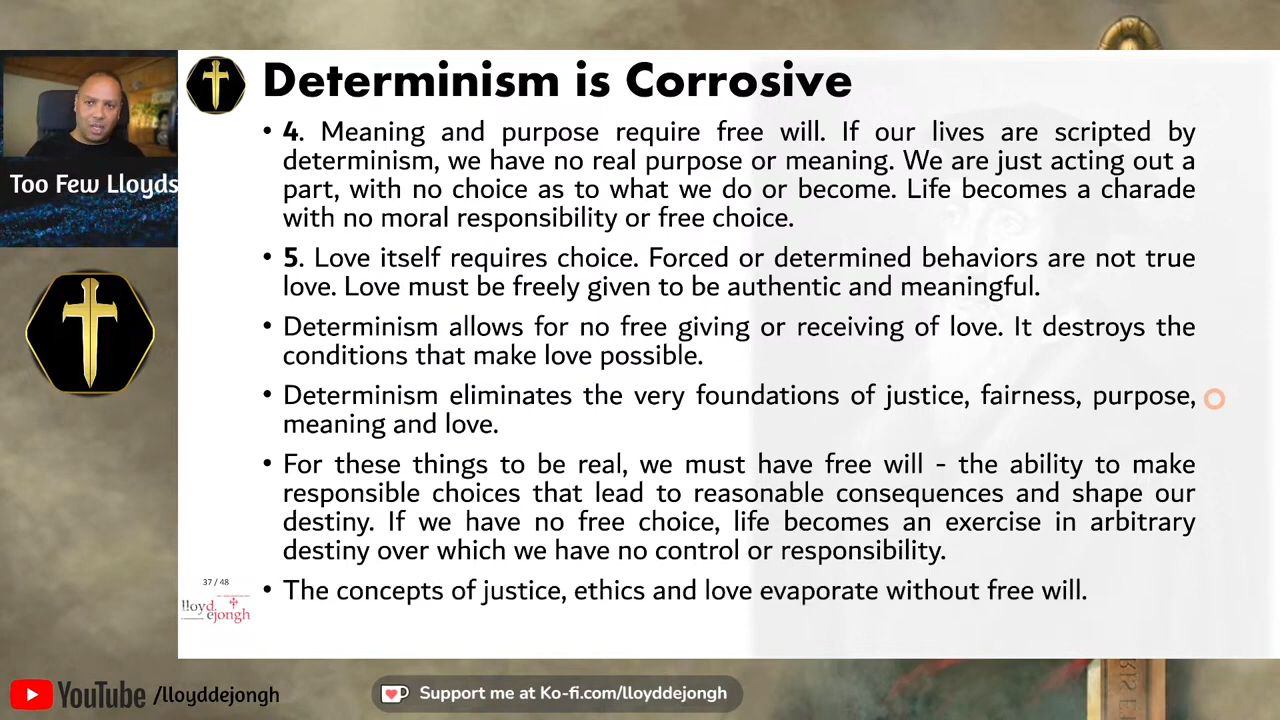 Determinism is Corrosive
Too Few Lloyds
• 4. Meaning and purpose require free will. If our lives are scripted by
determinism, we have no real purpose or meaning. We are just acting out a
part, with no choice as to what we do or become. Life becomes a charade
with no moral responsibility or free choice.
• 5. Love itself requires choice. Forced or determined behaviors are not true
love. Love must be freely given to be authentic and meaningful.
• Determinism allows for no free giving or receiving of love. It destroys the
conditions that make love possible.
• Determinism eliminates the very foundations of justice, fairness, purpose,
meaning and love.
• For these things to be real, we must have free will - the ability to make
responsible choices that lead to reasonable consequences and shape our
destiny. If we have no free choice, life becomes an exercise in arbitrary
destiny over which we have no control or responsibility.
• The concepts of justice, ethics and love evaporate without free will.
37 / 48
lloyd
ejongh
YouTube /lloyddejongh
Support me at Ko-fi.com/lloyddejongh